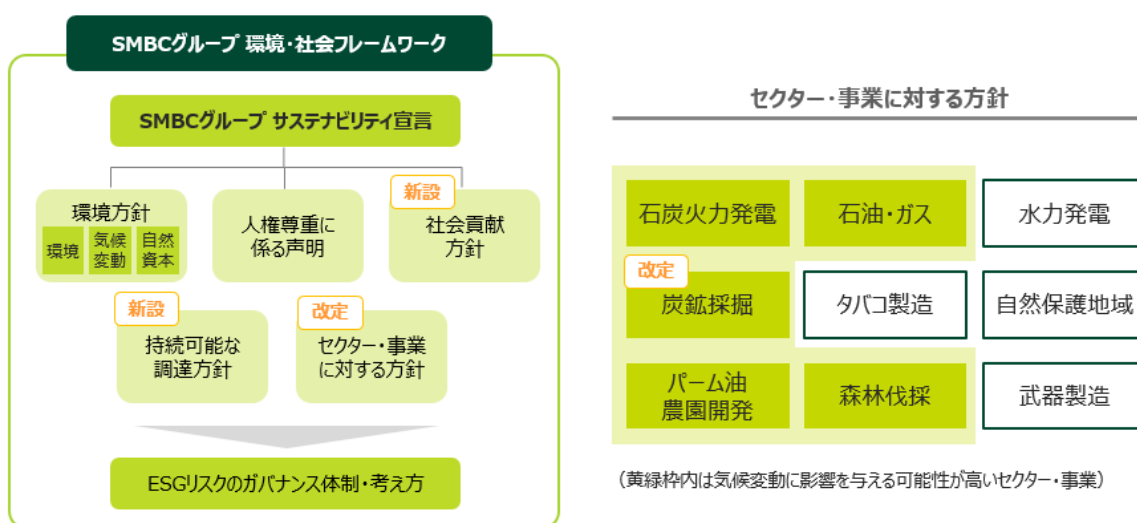 SMBCグループ 環境・社会フレームワーク
SMBCグループ サステナビリティ宣言
環境方針
環境
気候
変動
自然
資本
人権尊重に
係る声明
新設
社会貢献
方針
新設
持続可能な
調達方針
改定
セクター・事業
に対する方針
ESGリスクのガバナンス体制・考え方
セクター・事業に対する方針
石炭火力発電
石油・ガス
水力発電
改定
炭鉱採掘
タバコ製造
自然保護地域
パーム油
農園開発
森林伐採
武器製造
(黄緑枠内は気候変動に影響を与える可能性が高いセクター・事業)